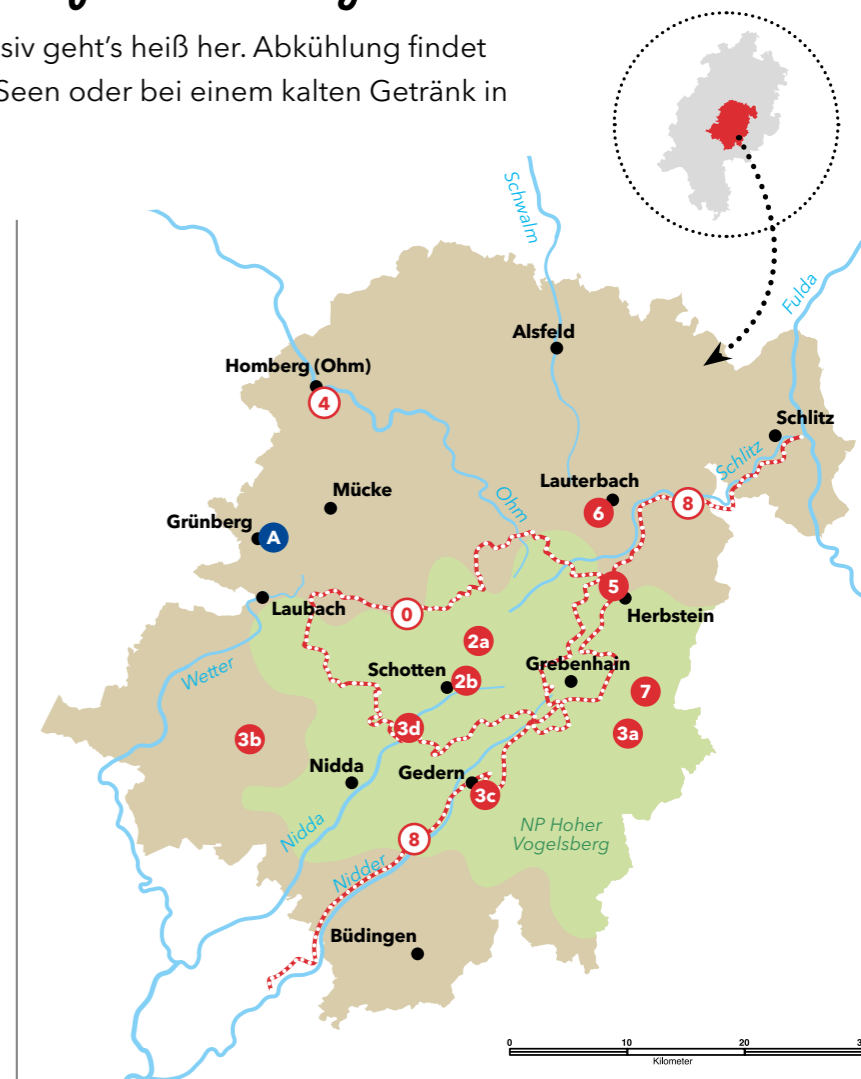 siv geht's heiß her. Abkühlung findet
Seen oder bei einem kalten Getränk in
Schwalm
Fulda
Alsfeld
Homberg (Ohm)
4
Schlitz
Schlitz
Mücke
Lauterbach
Ohm
8
6
Grünberg
A
5
Laubach
0
Herbstein
2a
Wetter
Schotten
2b
Grebenhain
7
3d
3b
3a
Nidda
Gedern
3c
NP Hoher
Vogelsberg
Nidda
8
Nidder
Büdingen
0
10
20
Kilometer